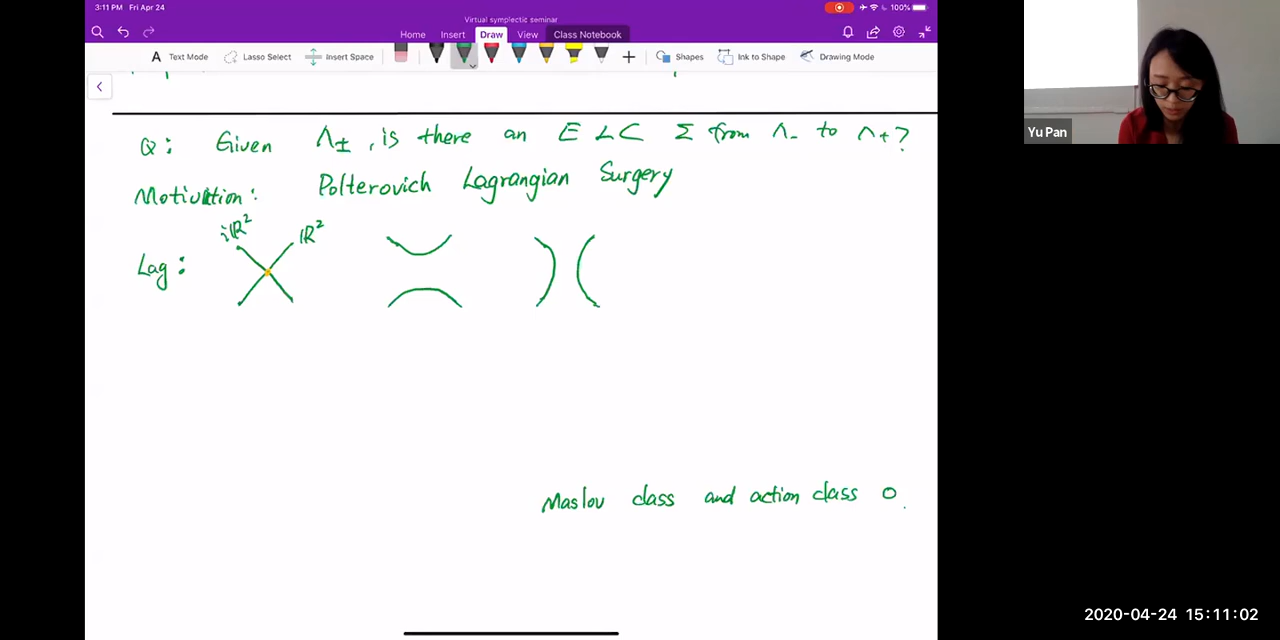 3:11 PM Fri Apr 24
100%
Virtual symplectic seminar
Home Insert Draw View Class Notebook
Text Mode Lasso Select Insert Space Shapes Ink to Shape Drawing Mode
Yu Pan
Q: Given Λ± , is there an ELC Σ from Λ- to Λ+?
Motivation: Polterovich Lagrangian Surgery
iℝ² ℝ²
Lag:
Maslov class and action class 0.
2020-04-24 15:11:02